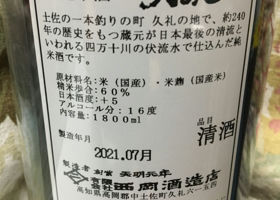 土佐の一本釣りの町 久礼の地で、約240
年の歴史をもつ蔵元が日本最後の清流と
いわれる四万十川の伏流水で仕込んだ純
米酒です。
原材料名:米(国産)・米麹(国産米)
精米歩合:60%
日本酒度:+5
アルコール分:16度
内容量:1800ml
品目
清酒
製造年月
2021.07月
製造者 創業 天明元年
有限会社西岡酒造店
高知県高岡郡中土佐町久礼六一五四